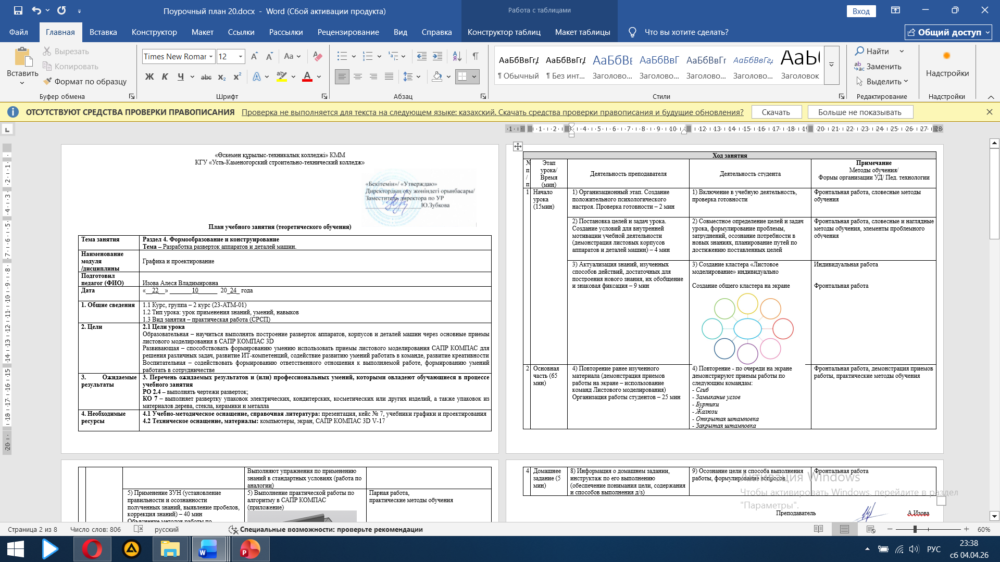 Поурочный план 20.docx - Word (Сбой активации продукта)
Работа с таблицами
Вход
Файл
Главная
Вставка
Конструктор
Макет
Ссылки
Рассылки
Рецензирование
Вид
Справка
Конструктор таблиц
Макет таблицы
Что вы хотите сделать?
Общий доступ
Вставить
Вырезать
Копировать
Формат по образцу
Буфер обмена
Times New Romar
12
Шрифт
Абзац
АаБбВвГгД
¶ Обычный
АаБбВвГгД
¶ Без инт...
АаБбВв
Заголово...
АаБбВвГ
Заголово...
АаБбВвГг
Заголово...
АаБбВвГгД
Заголово...
АаБ
Заголовок
Стили
Найти
Заменить
Выделить
Редактирование
Надстройки
Надстройки
ОТСУТСТВУЮТ СРЕДСТВА ПРОВЕРКИ ПРАВОПИСАНИЯ Проверка не выполняется для текста на следующем языке: казахский. Скачать средства проверки правописания и будущие обновления?
Скачать
Больше не показывать
«Өскемен құрылыс-техникалық колледжі» КММ
КГУ «Усть-Каменогорский строительно-технический колледж»
«Бекітемін»/ «Утверждаю»
Директордың оқу жөніндегі орынбасары/
Заместитель директора по УР
Ю.Зубкова
План учебного занятия (теоретического обучения)
Тема занятия
Раздел 4. Формообразование и конструирование
Тема – Разработка разверток аппаратов и деталей машин.
Наименование
модуля
/дисциплины
Графика и проектирование
Подготовил
педагог (ФИО)
Изова Алеся Владимировна
Дата
«__22__» _______10______ 20_24_ года
1. Общие сведения
1.1 Курс, группа – 2 курс (23-АТМ-01)
1.2 Тип урока: урок применения знаний, умений, навыков
1.3 Вид занятия – практическая работа (СРСП)
2. Цели
2.1 Цели урока
Образовательная – научиться выполнять построение разверток аппаратов, корпусов и деталей машин через основные приемы
листового моделирования в САПР КОМПАС 3D
Развивающая – способствовать формированию умению использовать приемы листового моделирования САПР КОМПАС для
решения различных задач, развитие ИТ-компетенций, содействие развитию умений работать в команде, развитие креативности
Воспитательная – содействовать формированию ответственного отношения к выполняемой работе, формированию умений
работать в сотрудничестве
3. Ожидаемые
результаты
3. Перечень ожидаемых результатов и (или) профессиональных умений, которыми овладеют обучающиеся в процессе
учебного занятия
РО 2.4 – выполнять чертежи разверток;
КО 7 – выполняет развертку упаковок электрических, кондитерских, косметических или других изделий, а также упаковок из
материалов дерева, стекла, керамики и металла
4. Необходимые
ресурсы
4.1 Учебно-методическое оснащение, справочная литература: презентация, кейс № 7, учебники графики и проектирования
4.2 Техническое оснащение, материалы: компьютеры, экран, САПР КОМПАС 3D V-17
Ход занятия
№
п
/
п
Этап
урока/
Время
(мин)
Деятельность преподавателя
Деятельность студента
Примечание
Методы обучения/
Формы организации УД/ Пед. технологии
1
Начало
урока
(15мин)
1) Организационный этап. Создание
положительного психологического
настроя. Проверка готовности – 2 мин
1) Включение в учебную деятельность,
проверка готовности
Фронтальная работа, словесные методы
обучения
2) Постановка целей и задач урока.
Создание условий для внутренней
мотивации учебной деятельности
(демонстрация листовых корпусов
аппаратов и деталей машин) – 4 мин
2) Совместное определение целей и задач
урока, формулирование проблемы,
затруднений, осознание потребности в
новых знаниях, планирование путей по
достижению поставленных целей
Фронтальная работа, словесные и наглядные
методы обучения, элементы проблемного
обучения
3) Актуализация знаний, изученных
способов действий, достаточных для
построения нового знания, их обобщение
и знаковая фиксация – 9 мин
3) Создание кластера «Листовое
моделирование» индивидуально
Создание общего кластера на экране
Индивидуальная работа
Фронтальная работа
2
Основная
часть (65
мин)
4) Повторение ранее изученного
материала (демонстрация приемов
работы на экране – использование
команд Листового моделирования)
Организация работы студентов – 25 мин
4) Повторение - по очереди на экране
демонстрируют приемы работы по
следующим командам:
- Сгиб
- Замыкание углов
- Буртики
- Жалюзи
- Открытая штамповка
- Закрытая штамповка
Фронтальная работа, демонстрация приемов
работы, практические методы обучения
Выполняют упражнения по применению
знаний в стандартных условиях (работа по
аналогии)
5) Применение ЗУН (установление
правильности и осознанности
полученных знаний, выявление пробелов,
коррекция знаний) – 40 мин
Объяснение методов работы по
5) Выполнение практической работы по
алгоритму в САПР КОМПАС
(приложение)
Парная работа,
практические методы обучения
4
Домашнее
задание (5
мин)
8) Информация о домашнем задании,
инструктаж по его выполнению
(обеспечение понимания цели, содержания
и способов выполнения д/з)
9) Осознание цели и способа выполнения
работы, формулирование вопросов
Фронтальная работа
Преподаватель
А.Изова
Активация Windows
Чтобы активировать Windows, перейдите в раздел
"Параметры".
Страница 2 из 8
Число слов: 806
русский
Специальные возможности: проверьте рекомендации
60%
РУС
23:38
сб 04.04.26